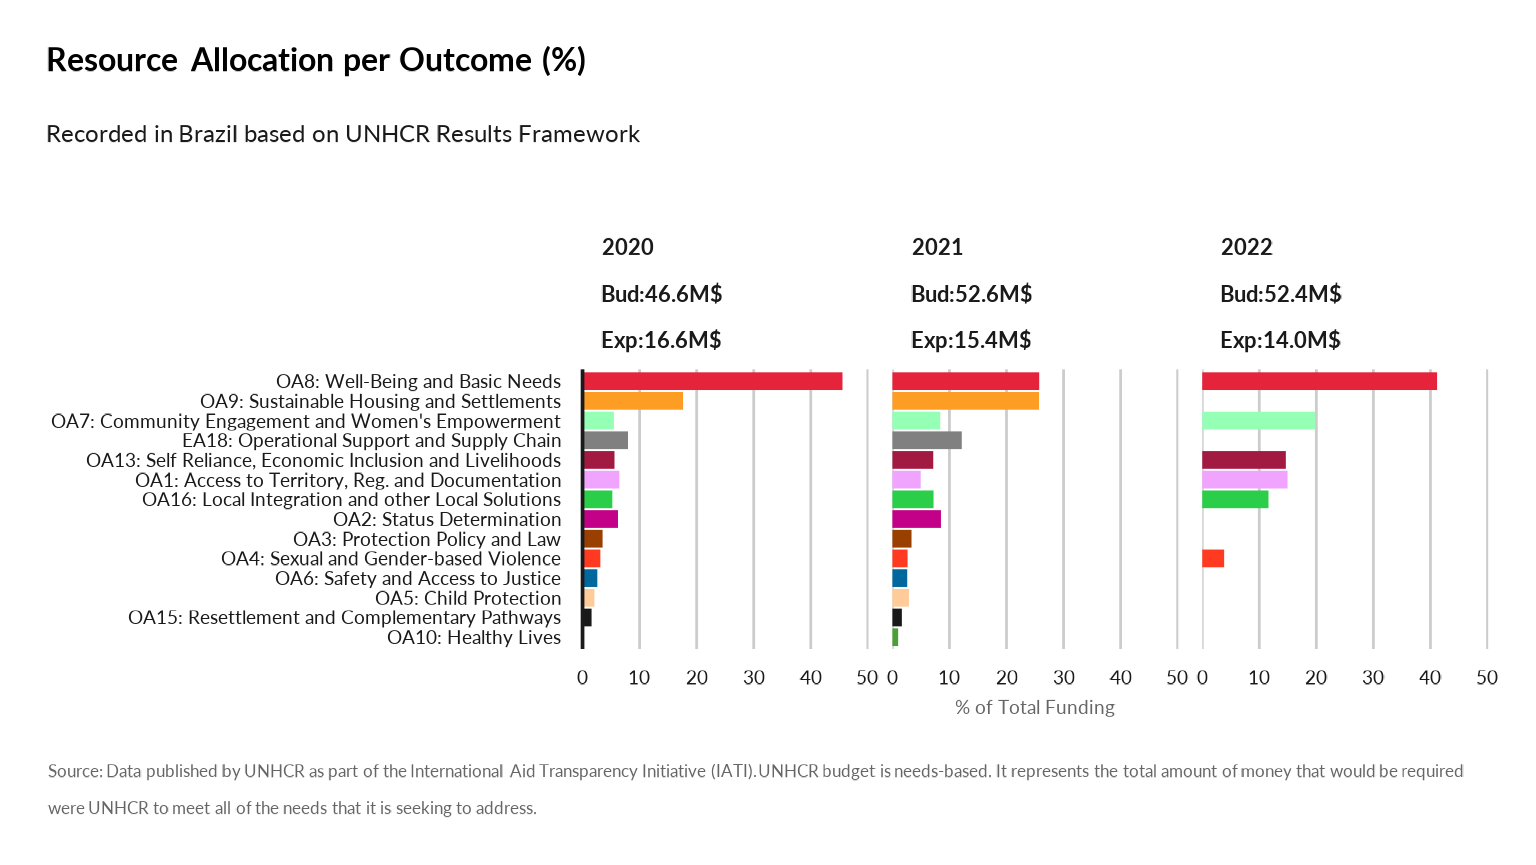 Resource Allocation per Outcome (%)
Recorded in Brazil based on UNHCR Results Framework
2020
Bud:46.6M$
Exp:16.6M$
2021
Bud:52.6M$
Exp:15.4M$
2022
Bud:52.4M$
Exp:14.0M$
OA8: Well-Being and Basic Needs
OA9: Sustainable Housing and Settlements
OA7: Community Engagement and Women's Empowerment
EA18: Operational Support and Supply Chain
OA13: Self Reliance, Economic Inclusion and Livelihoods
OA1: Access to Territory, Reg. and Documentation
OA16: Local Integration and other Local Solutions
OA2: Status Determination
OA3: Protection Policy and Law
OA4: Sexual and Gender-based Violence
OA6: Safety and Access to Justice
OA5: Child Protection
OA15: Resettlement and Complementary Pathways
OA10: Healthy Lives
0 10 20 30 40 50 0 10 20 30 40 50 0 10 20 30 40 50
% of Total Funding
Source: Data published by UNHCR as part of the International Aid Transparency Initiative (IATI).UNHCR budget is needs-based. It represents the total amount of money that would be required
were UNHCR to meet all of the needs that it is seeking to address.